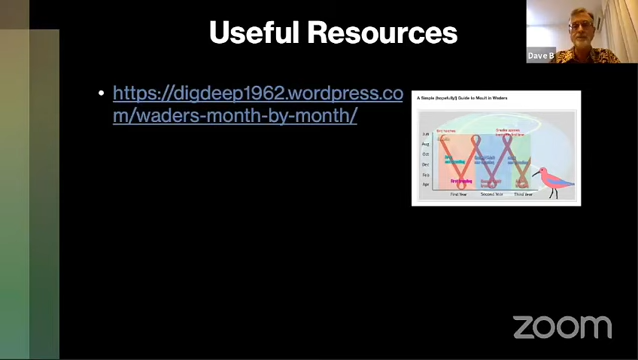 Useful Resources
Dave B
• https://digdeep1962.wordpress.co
m/waders-month-by-month/
A Simple (hopefully!) Guide to Moult in Waders
First Year
Second Year
Third Year
zoom